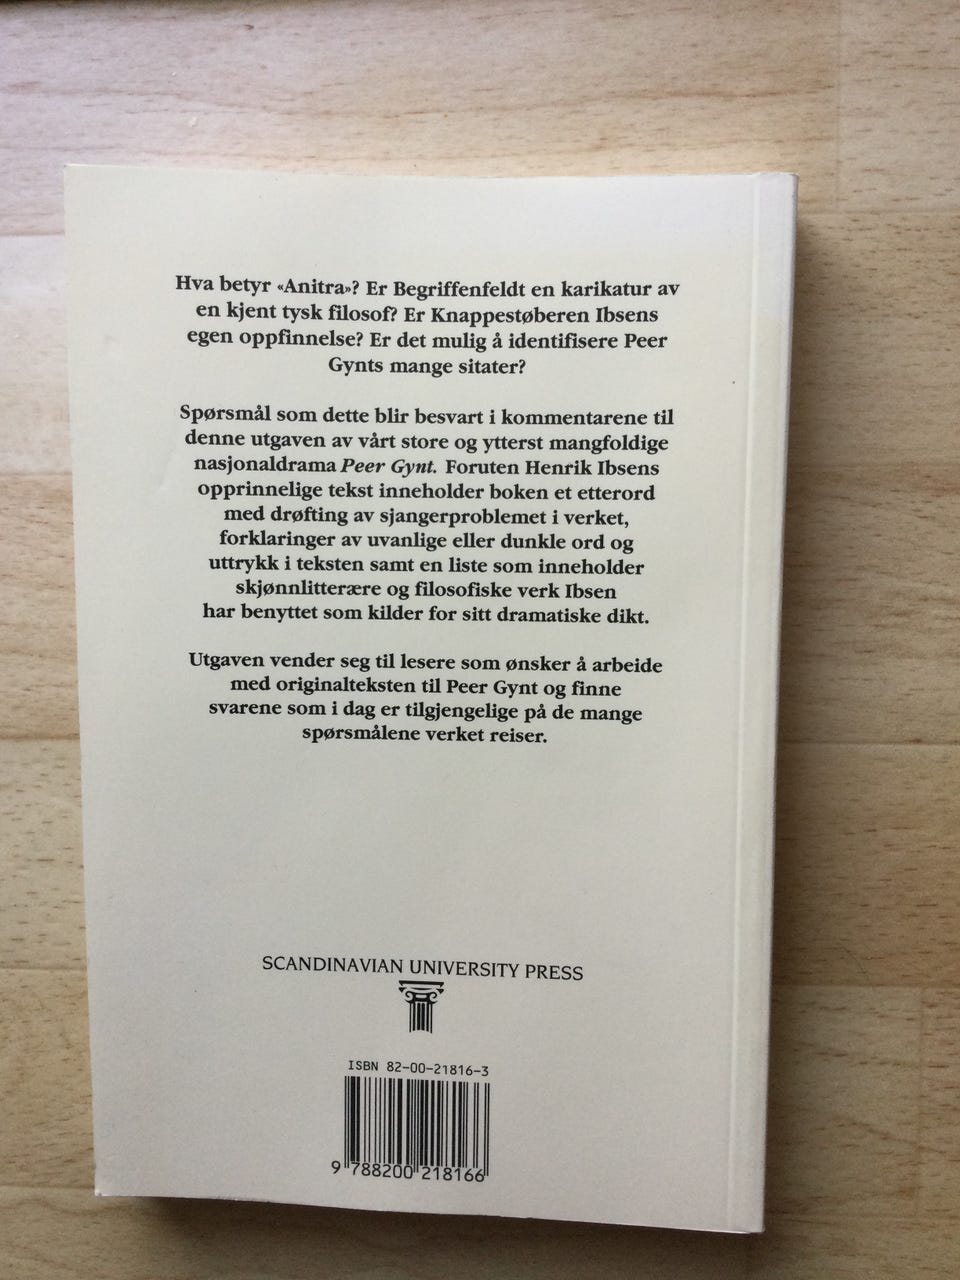 Hva betyr «Anitra»? Er Begriffenfeldt en karikatur av
en kjent tysk filosof? Er Knappestøberen Ibsens
egen oppfinnelse? Er det mulig å identifisere Peer
Gynts mange sitater?
Spørsmål som dette blir besvart i kommentarene til
denne utgaven av vårt store og ytterst mangfoldige
nasjonaldrama Peer Gynt. Foruten Henrik Ibsens
opprinnelige tekst inneholder boken et etterord
med drøfting av sjangerproblemet i verket,
forklaringer av uvanlige eller dunkle ord og
uttrykk i teksten samt en liste som inneholder
skjønnlitterære og filosofiske verk Ibsen
har benyttet som kilder for sitt dramatiske dikt.
Utgaven vender seg til lesere som ønsker å arbeide
med originalteksten til Peer Gynt og finne
svarene som i dag er tilgjengelige på de mange
spørsmålene verket reiser.
SCANDINAVIAN UNIVERSITY PRESS
ISBN 82-00-21816-3
9 788200 218166